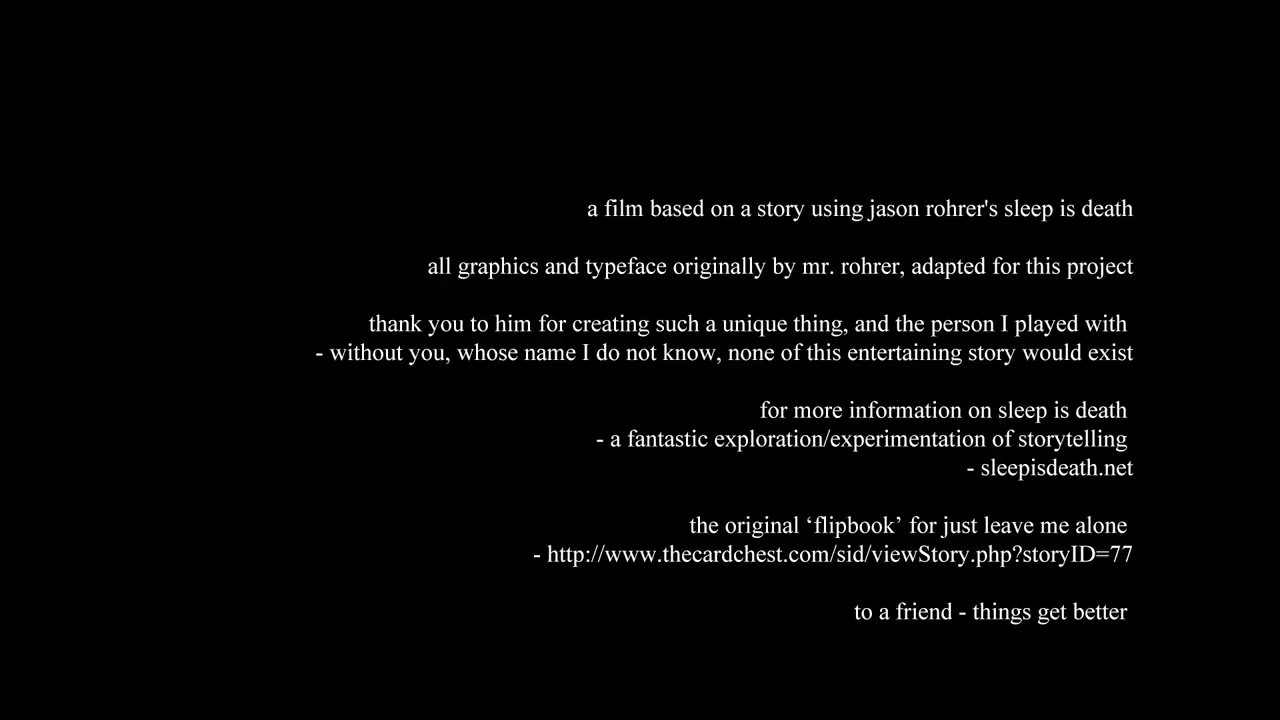 a film based on a story using jason rohrer's sleep is death
all graphics and typeface originally by mr. rohrer, adapted for this project
thank you to him for creating such a unique thing, and the person I played with
- without you, whose name I do not know, none of this entertaining story would exist
for more information on sleep is death
- a fantastic exploration/experimentation of storytelling
- sleepisdeath.net
the original ‘flipbook’ for just leave me alone
- http://www.thecardchest.com/sid/viewStory.php?storyID=77
to a friend - things get better